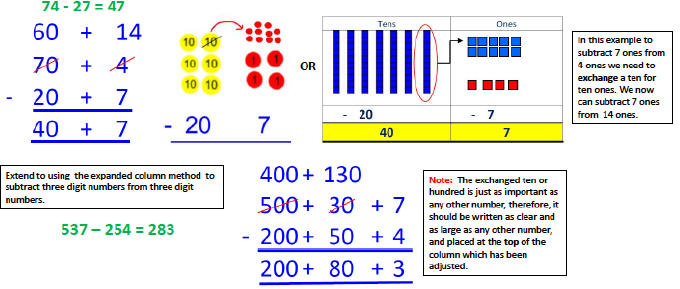 74 - 27 = 47
60 + 14
70 + 4
- 20 + 7
40 + 7
10 10
10 10
10 10
1 1
1 1
- 20 7
OR
Tens Ones
- 20 - 7
40 7
In this example to
subtract 7 ones from
4 ones we need to
exchange a ten for
ten ones. We now
can subtract 7 ones
from 14 ones.
Extend to using the expanded column method to
subtract three digit numbers from three digit
numbers.
537 – 254 = 283
400 + 130
500 + 30 + 7
- 200 + 50 + 4
200 + 80 + 3
Note: The exchanged ten or
hundred is just as important as
any other number, therefore, it
should be written as clear and
as large as any other number,
and placed at the top of the
column which has been
adjusted.